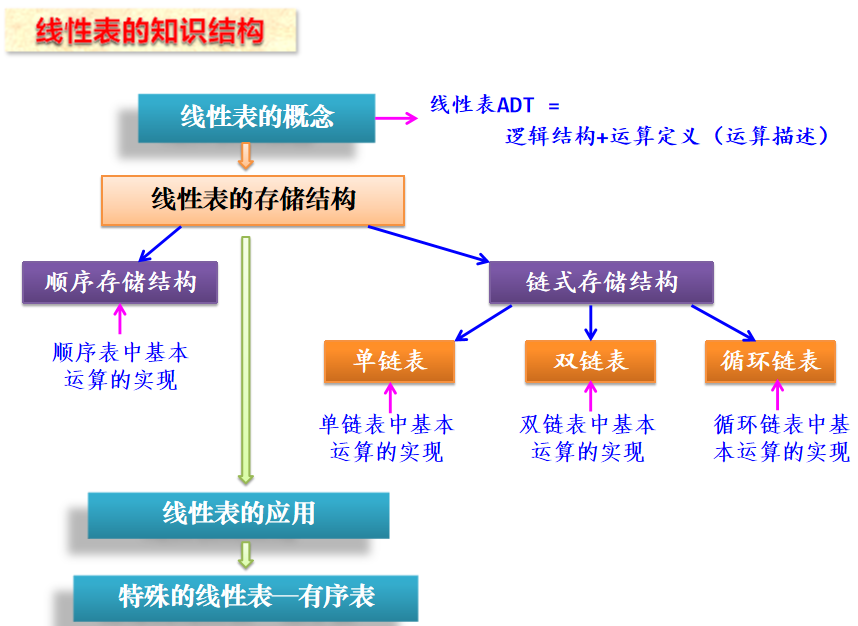 线性表的知识结构
线性表的概念
线性表ADT =
逻辑结构+运算定义（运算描述）
线性表的存储结构
顺序存储结构
链式存储结构
顺序表中基本
运算的实现
单链表
双链表
循环链表
单链表中基本
运算的实现
双链表中基本
运算的实现
循环链表中基
本运算的实现
线性表的应用
特殊的线性表—有序表